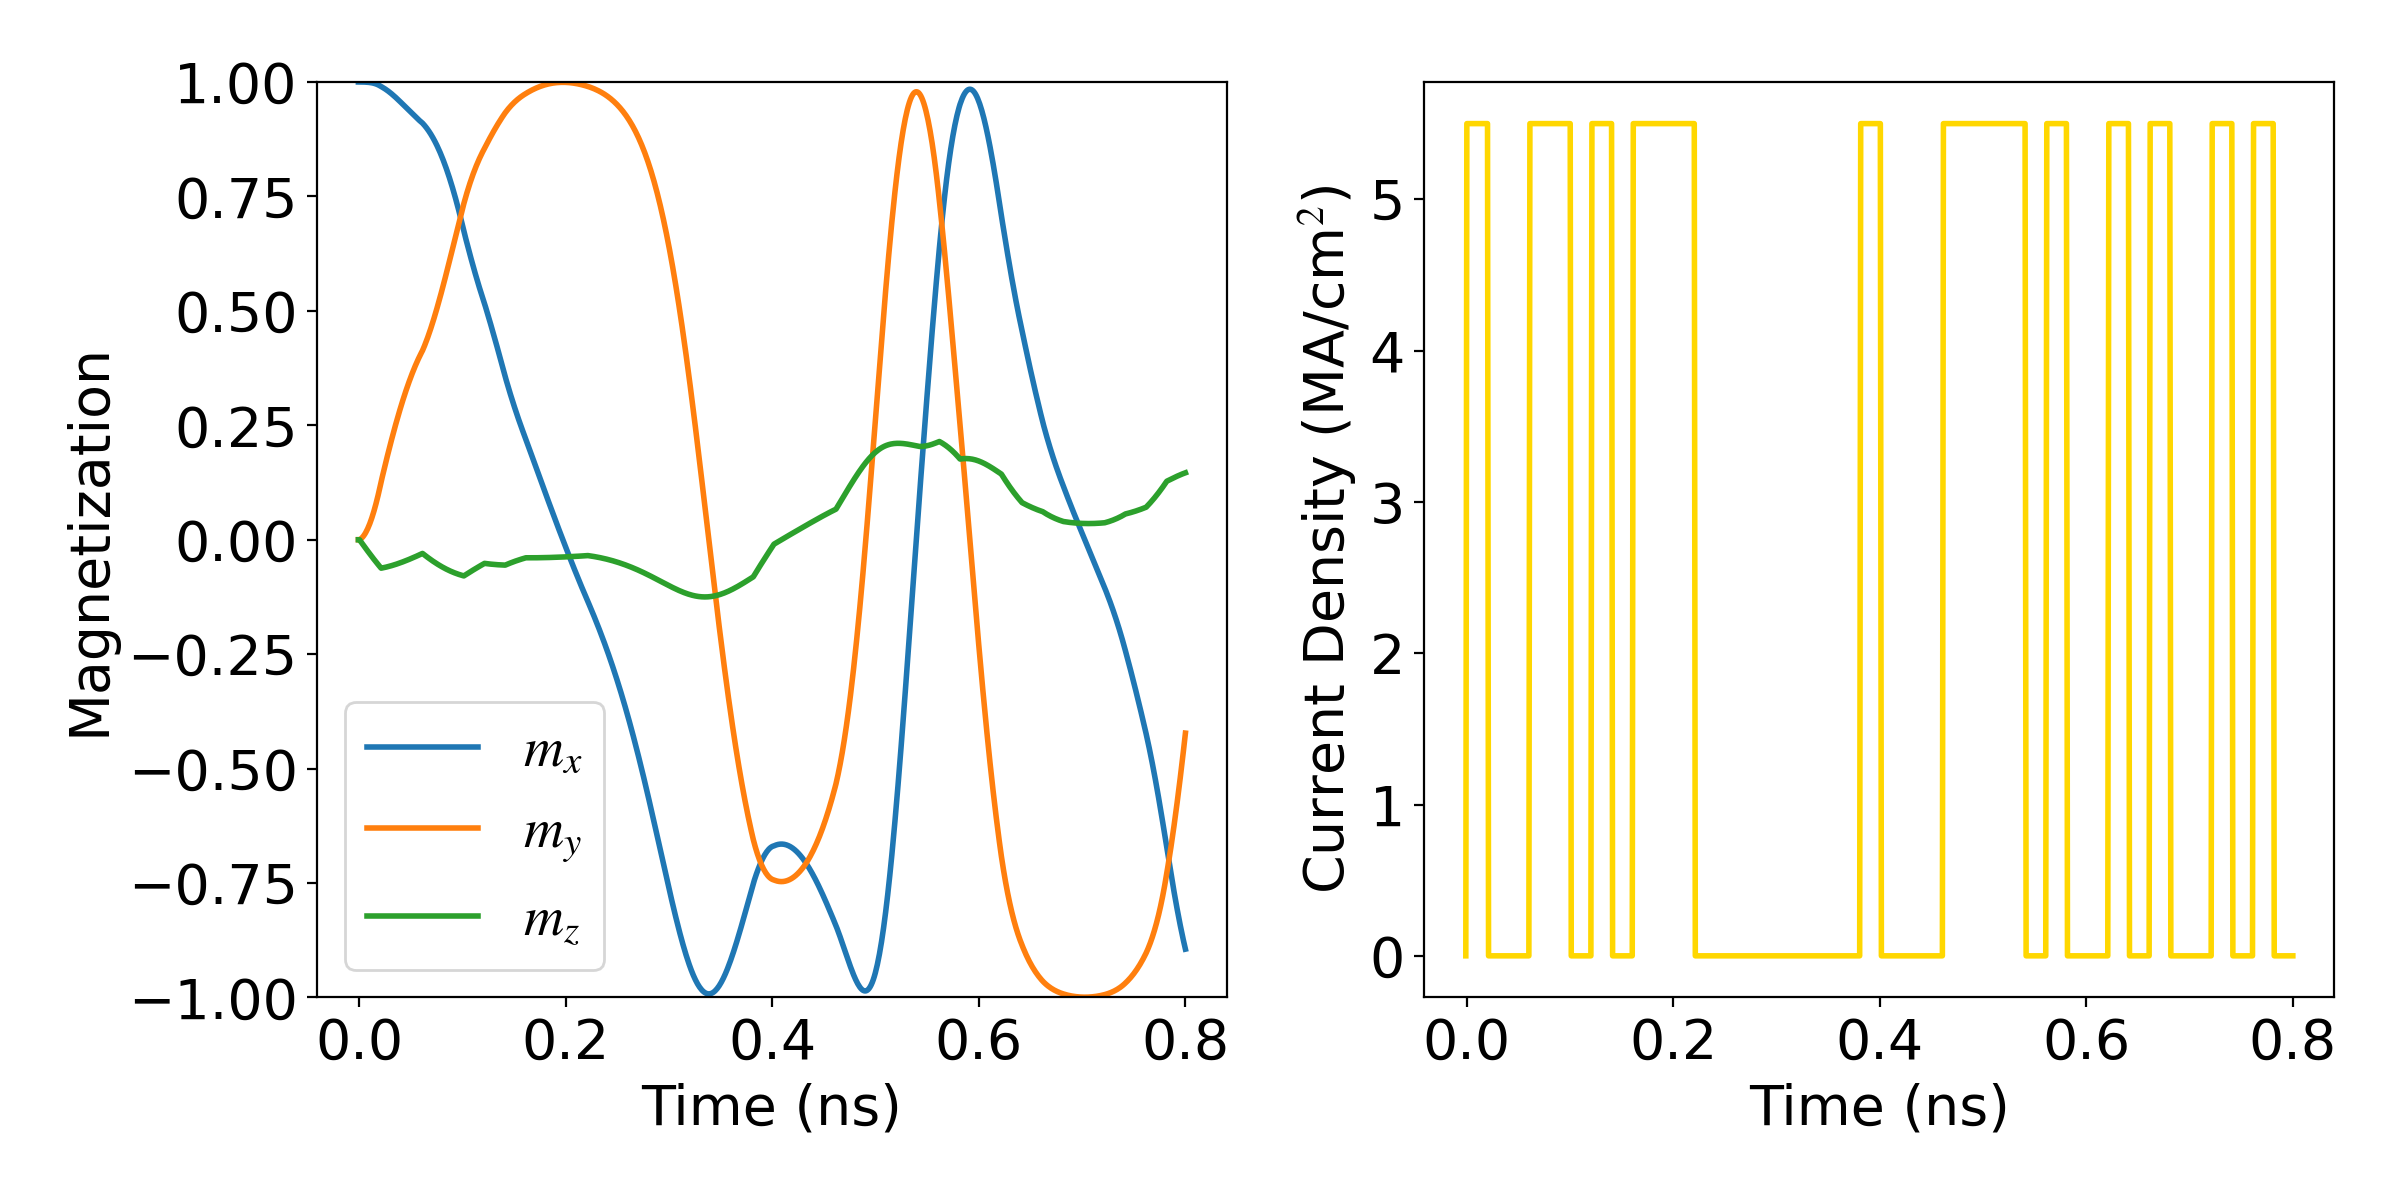 Magnetization
1.00
0.75
0.50
0.25
0.00
−0.25
−0.50
−0.75
−1.00
m_x
m_y
m_z
0.0 0.2 0.4 0.6 0.8
Time (ns)
Current Density (MA/cm²)
5
4
3
2
1
0
0.0 0.2 0.4 0.6 0.8
Time (ns)